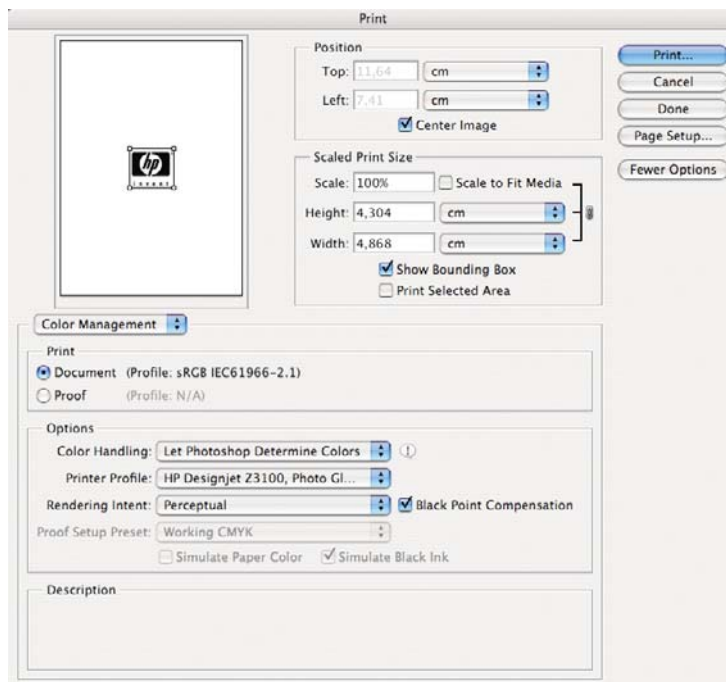 Print
Position
Top: 11,64 cm
Left: 7.41 cm
Center Image
Print...
Cancel
Done
Page Setup...
Fewer Options
hp
invent
Scaled Print Size
Scale: 100% Scale to Fit Media
Height: 4,304 cm
Width: 4,868 cm
Show Bounding Box
Print Selected Area
Color Management
Print
Document (Profile: sRGB IEC61966-2.1)
Proof (Profile: N/A)
Options
Color Handling: Let Photoshop Determine Colors
Printer Profile: HP Designjet Z3100, Photo Gl...
Rendering Intent: Perceptual Black Point Compensation
Proof Setup Preset: Working CMYK
Simulate Paper Color Simulate Black Ink
Description